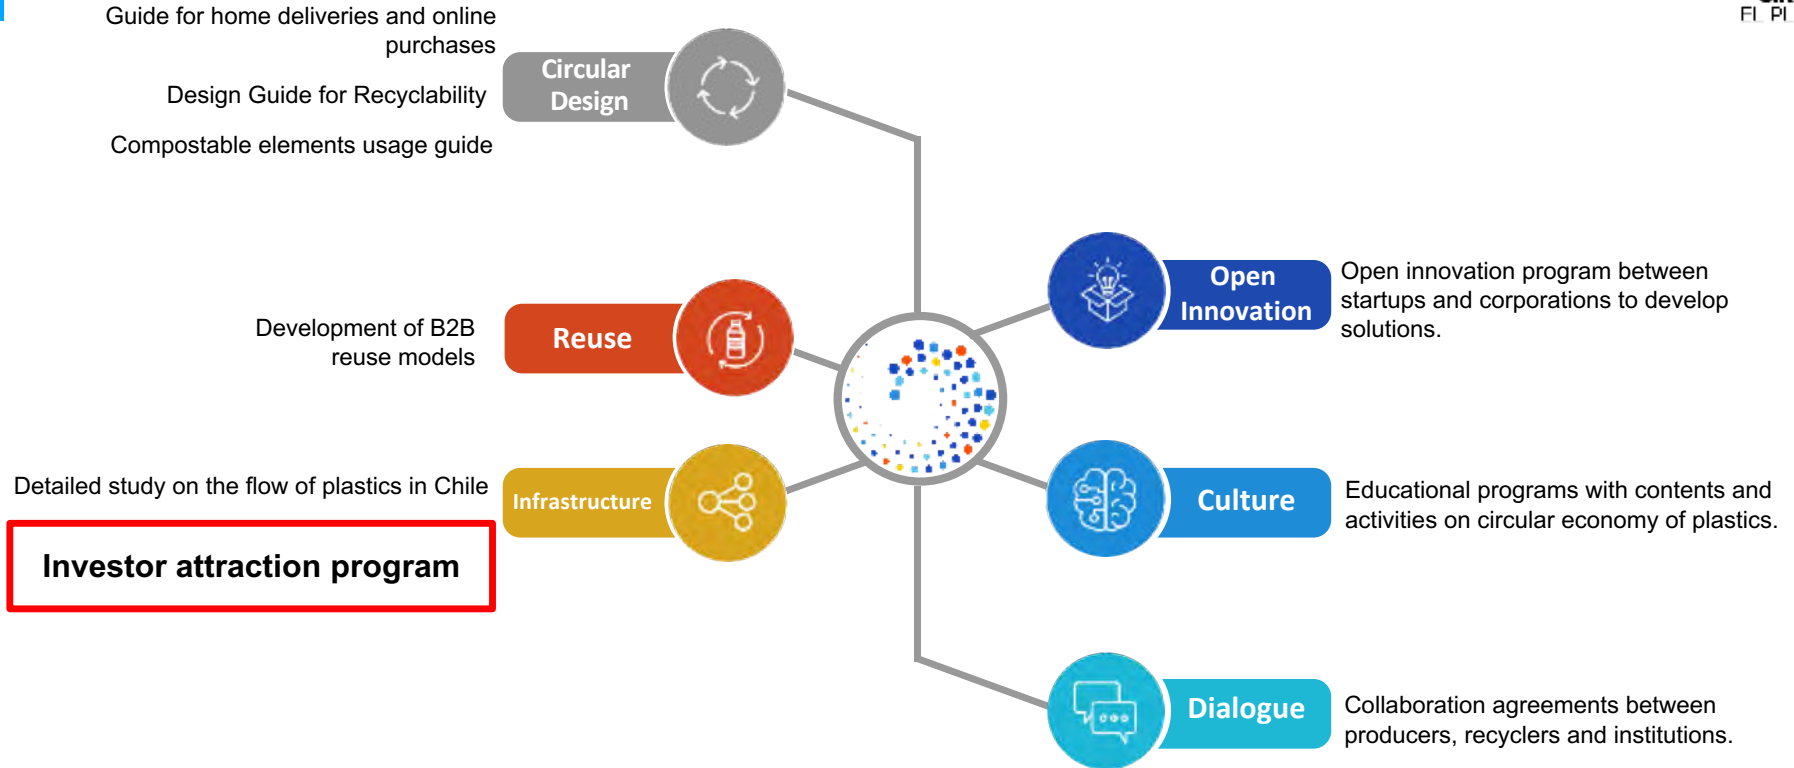 Guide for home deliveries and online
purchases
Design Guide for Recyclability
Compostable elements usage guide
Circular
Design
Development of B2B
reuse models
Reuse
Detailed study on the flow of plastics in Chile
Infrastructure
Investor attraction program
Open
Innovation
Open innovation program between
startups and corporations to develop
solutions.
Culture
Educational programs with contents and
activities on circular economy of plastics.
Dialogue
Collaboration agreements between
producers, recyclers and institutions.